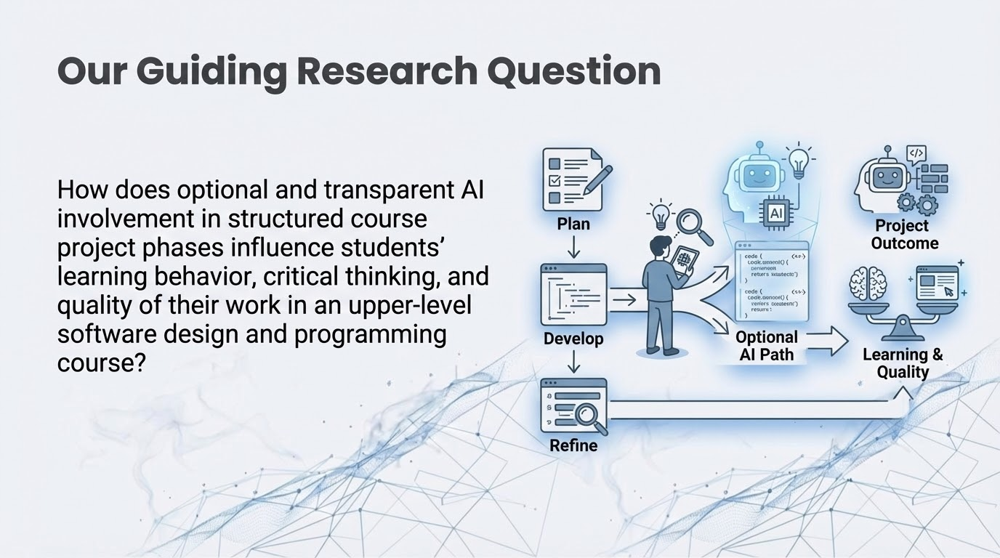 Our Guiding Research Question
How does optional and transparent AI
involvement in structured course
project phases influence students’
learning behavior, critical thinking, and
quality of their work in an upper-level
software design and programming
course?
Plan
Develop
Refine
AI
code {
code {
Optional
AI Path
</>
Project
Outcome
Learning &
Quality